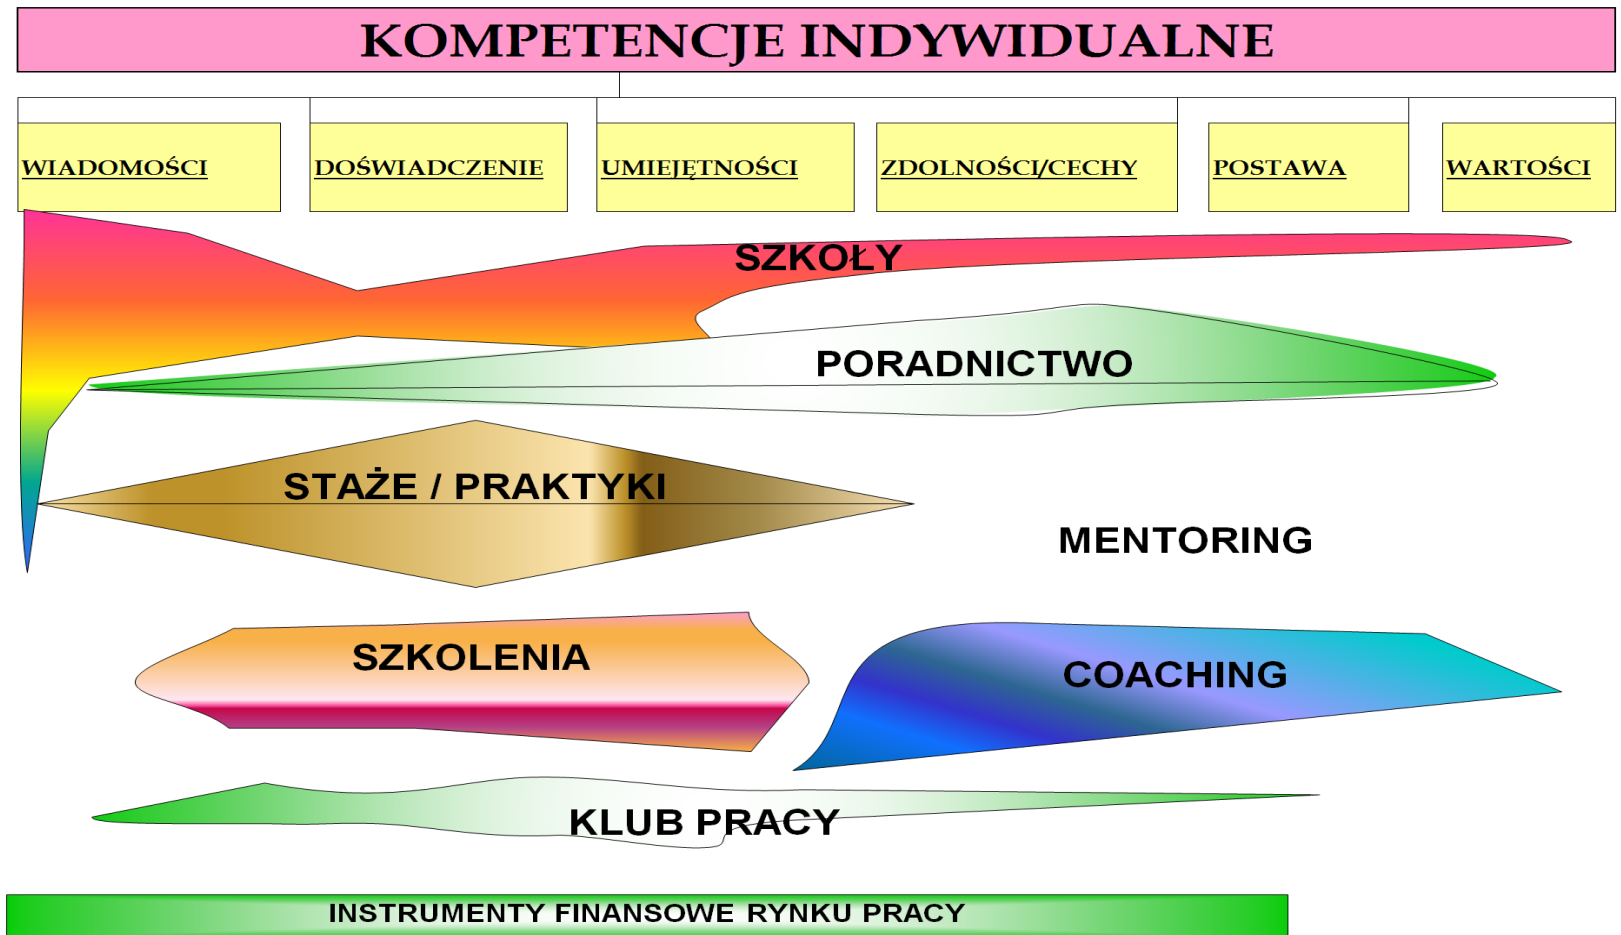 KOMPETENCJE INDYWIDUALNE
WIADOMOŚCI
DOŚWIADCZENIE
UMIEJĘTNOŚCI
ZDOLNOŚCI/CECHY
POSTAWA
WARTOŚCI
SZKOŁY
PORADNICTWO
STAŻE / PRAKTYKI
MENTORING
SZKOLENIA
COACHING
KLUB PRACY
INSTRUMENTY FINANSOWE RYNKU PRACY